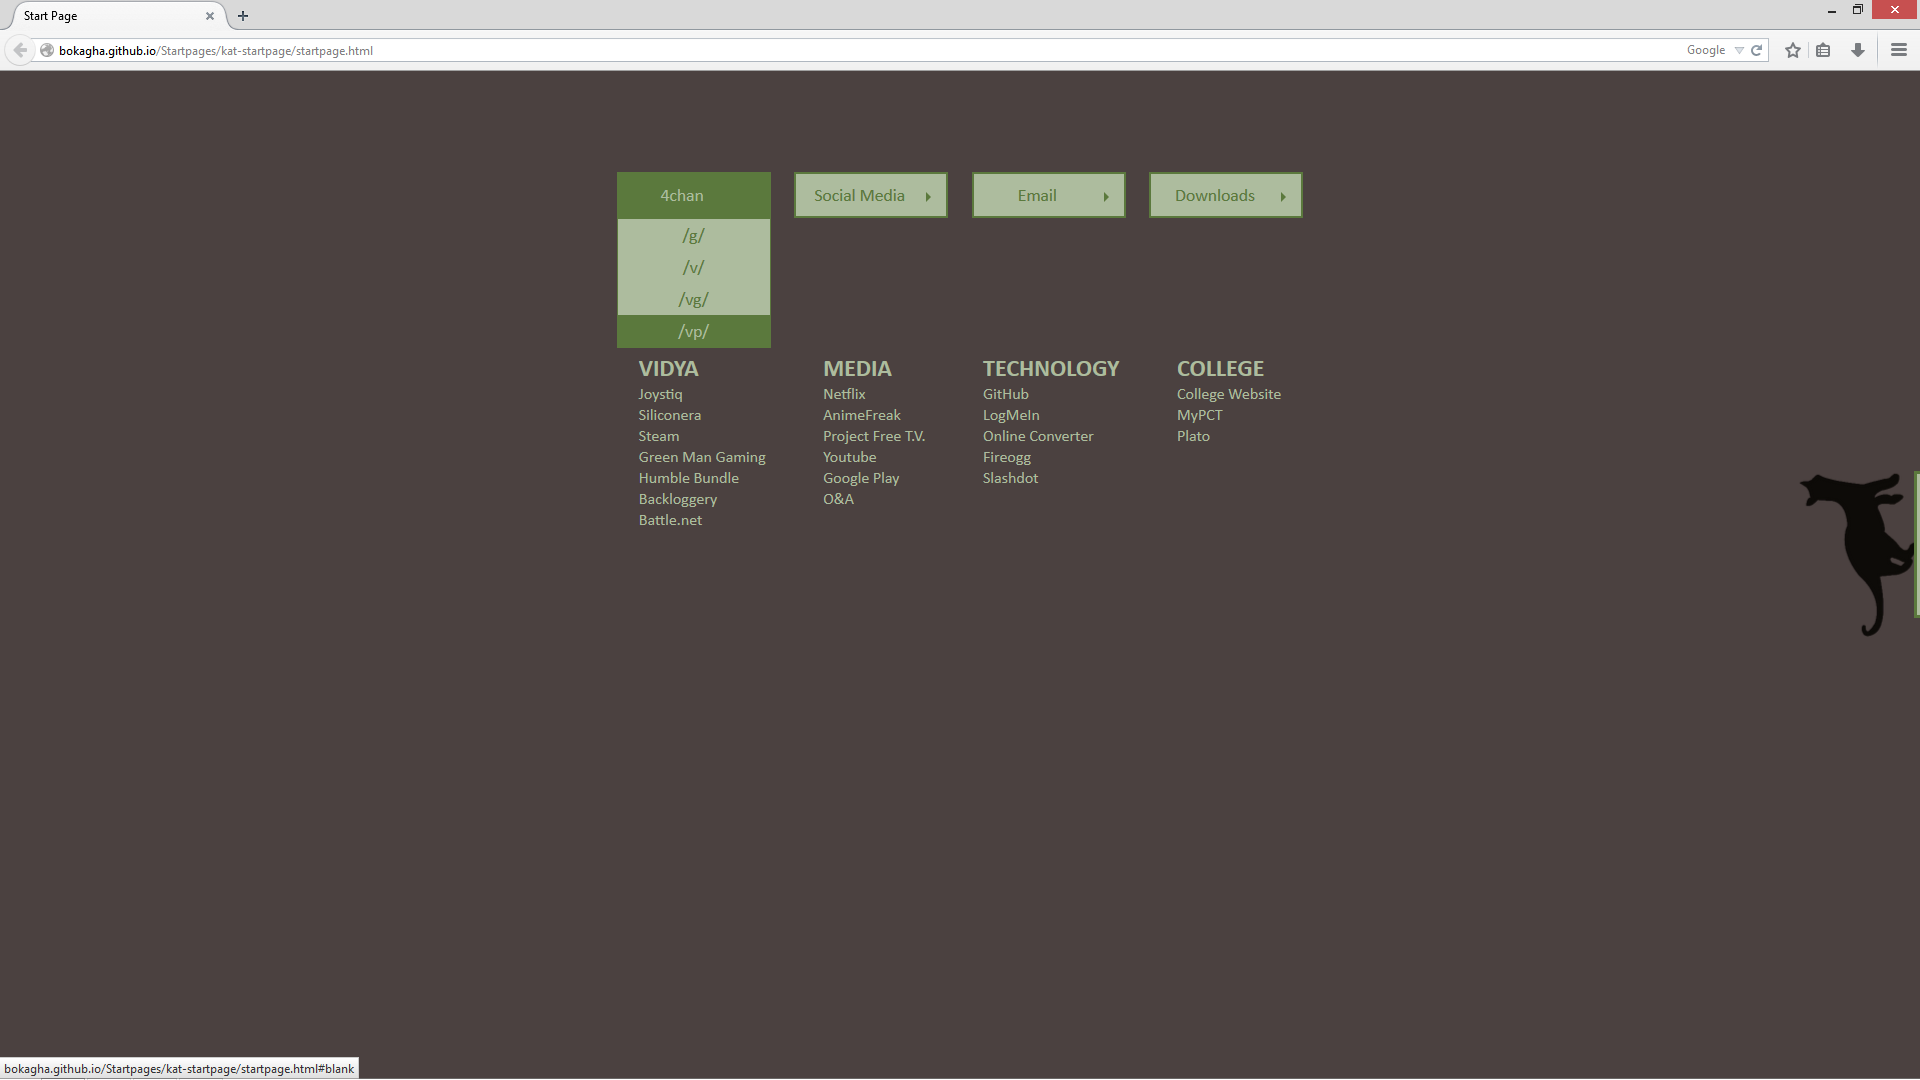 Start Page
bokagha.github.io/Startpages/kat-startpage/startpage.html
Google
4chan
Social Media
Email
Downloads
/g/
/v/
/vg/
/vp/
VIDYA
Joystiq
Siliconera
Steam
Green Man Gaming
Humble Bundle
Backloggery
Battle.net
MEDIA
Netflix
AnimeFreak
Project Free T.V.
Youtube
Google Play
O&A
TECHNOLOGY
GitHub
LogMeIn
Online Converter
Fireogg
Slashdot
COLLEGE
College Website
MyPCT
Plato
bokagha.github.io/Startpages/kat-startpage/startpage.html#blank